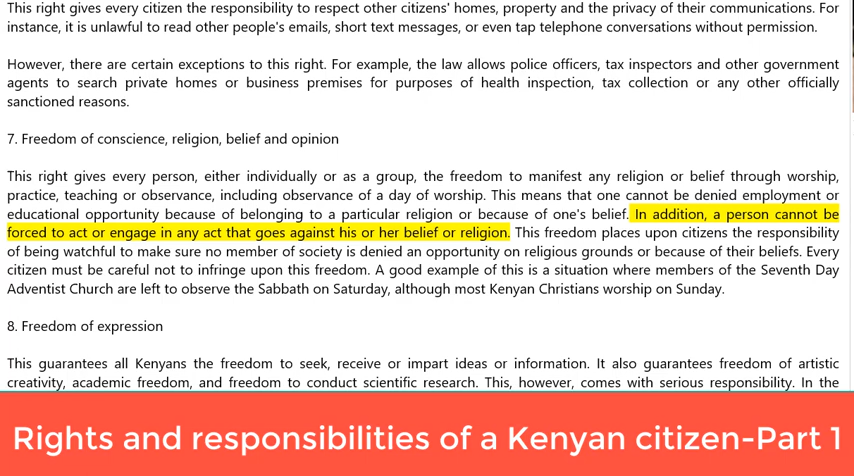 This right gives every citizen the responsibility to respect other citizens' homes, property and the privacy of their communications. For
instance, it is unlawful to read other people's emails, short text messages, or even tap telephone conversations without permission.
However, there are certain exceptions to this right. For example, the law allows police officers, tax inspectors and other government
agents to search private homes or business premises for purposes of health inspection, tax collection or any other officially
sanctioned reasons.
7. Freedom of conscience, religion, belief and opinion
This right gives every person, either individually or as a group, the freedom to manifest any religion or belief through worship,
practice, teaching or observance, including observance of a day of worship. This means that one cannot be denied employment or
educational opportunity because of belonging to a particular religion or because of one's belief. In addition, a person cannot be
forced to act or engage in any act that goes against his or her belief or religion. This freedom places upon citizens the responsibility
of being watchful to make sure no member of society is denied an opportunity on religious grounds or because of their beliefs. Every
citizen must be careful not to infringe upon this freedom. A good example of this is a situation where members of the Seventh Day
Adventist Church are left to observe the Sabbath on Saturday, although most Kenyan Christians worship on Sunday.
8. Freedom of expression
This guarantees all Kenyans the freedom to seek, receive or impart ideas or information. It also guarantees freedom of artistic
creativity, academic freedom, and freedom to conduct scientific research. This, however, comes with serious responsibility. In the
Rights and responsibilities of a Kenyan citizen-Part 1